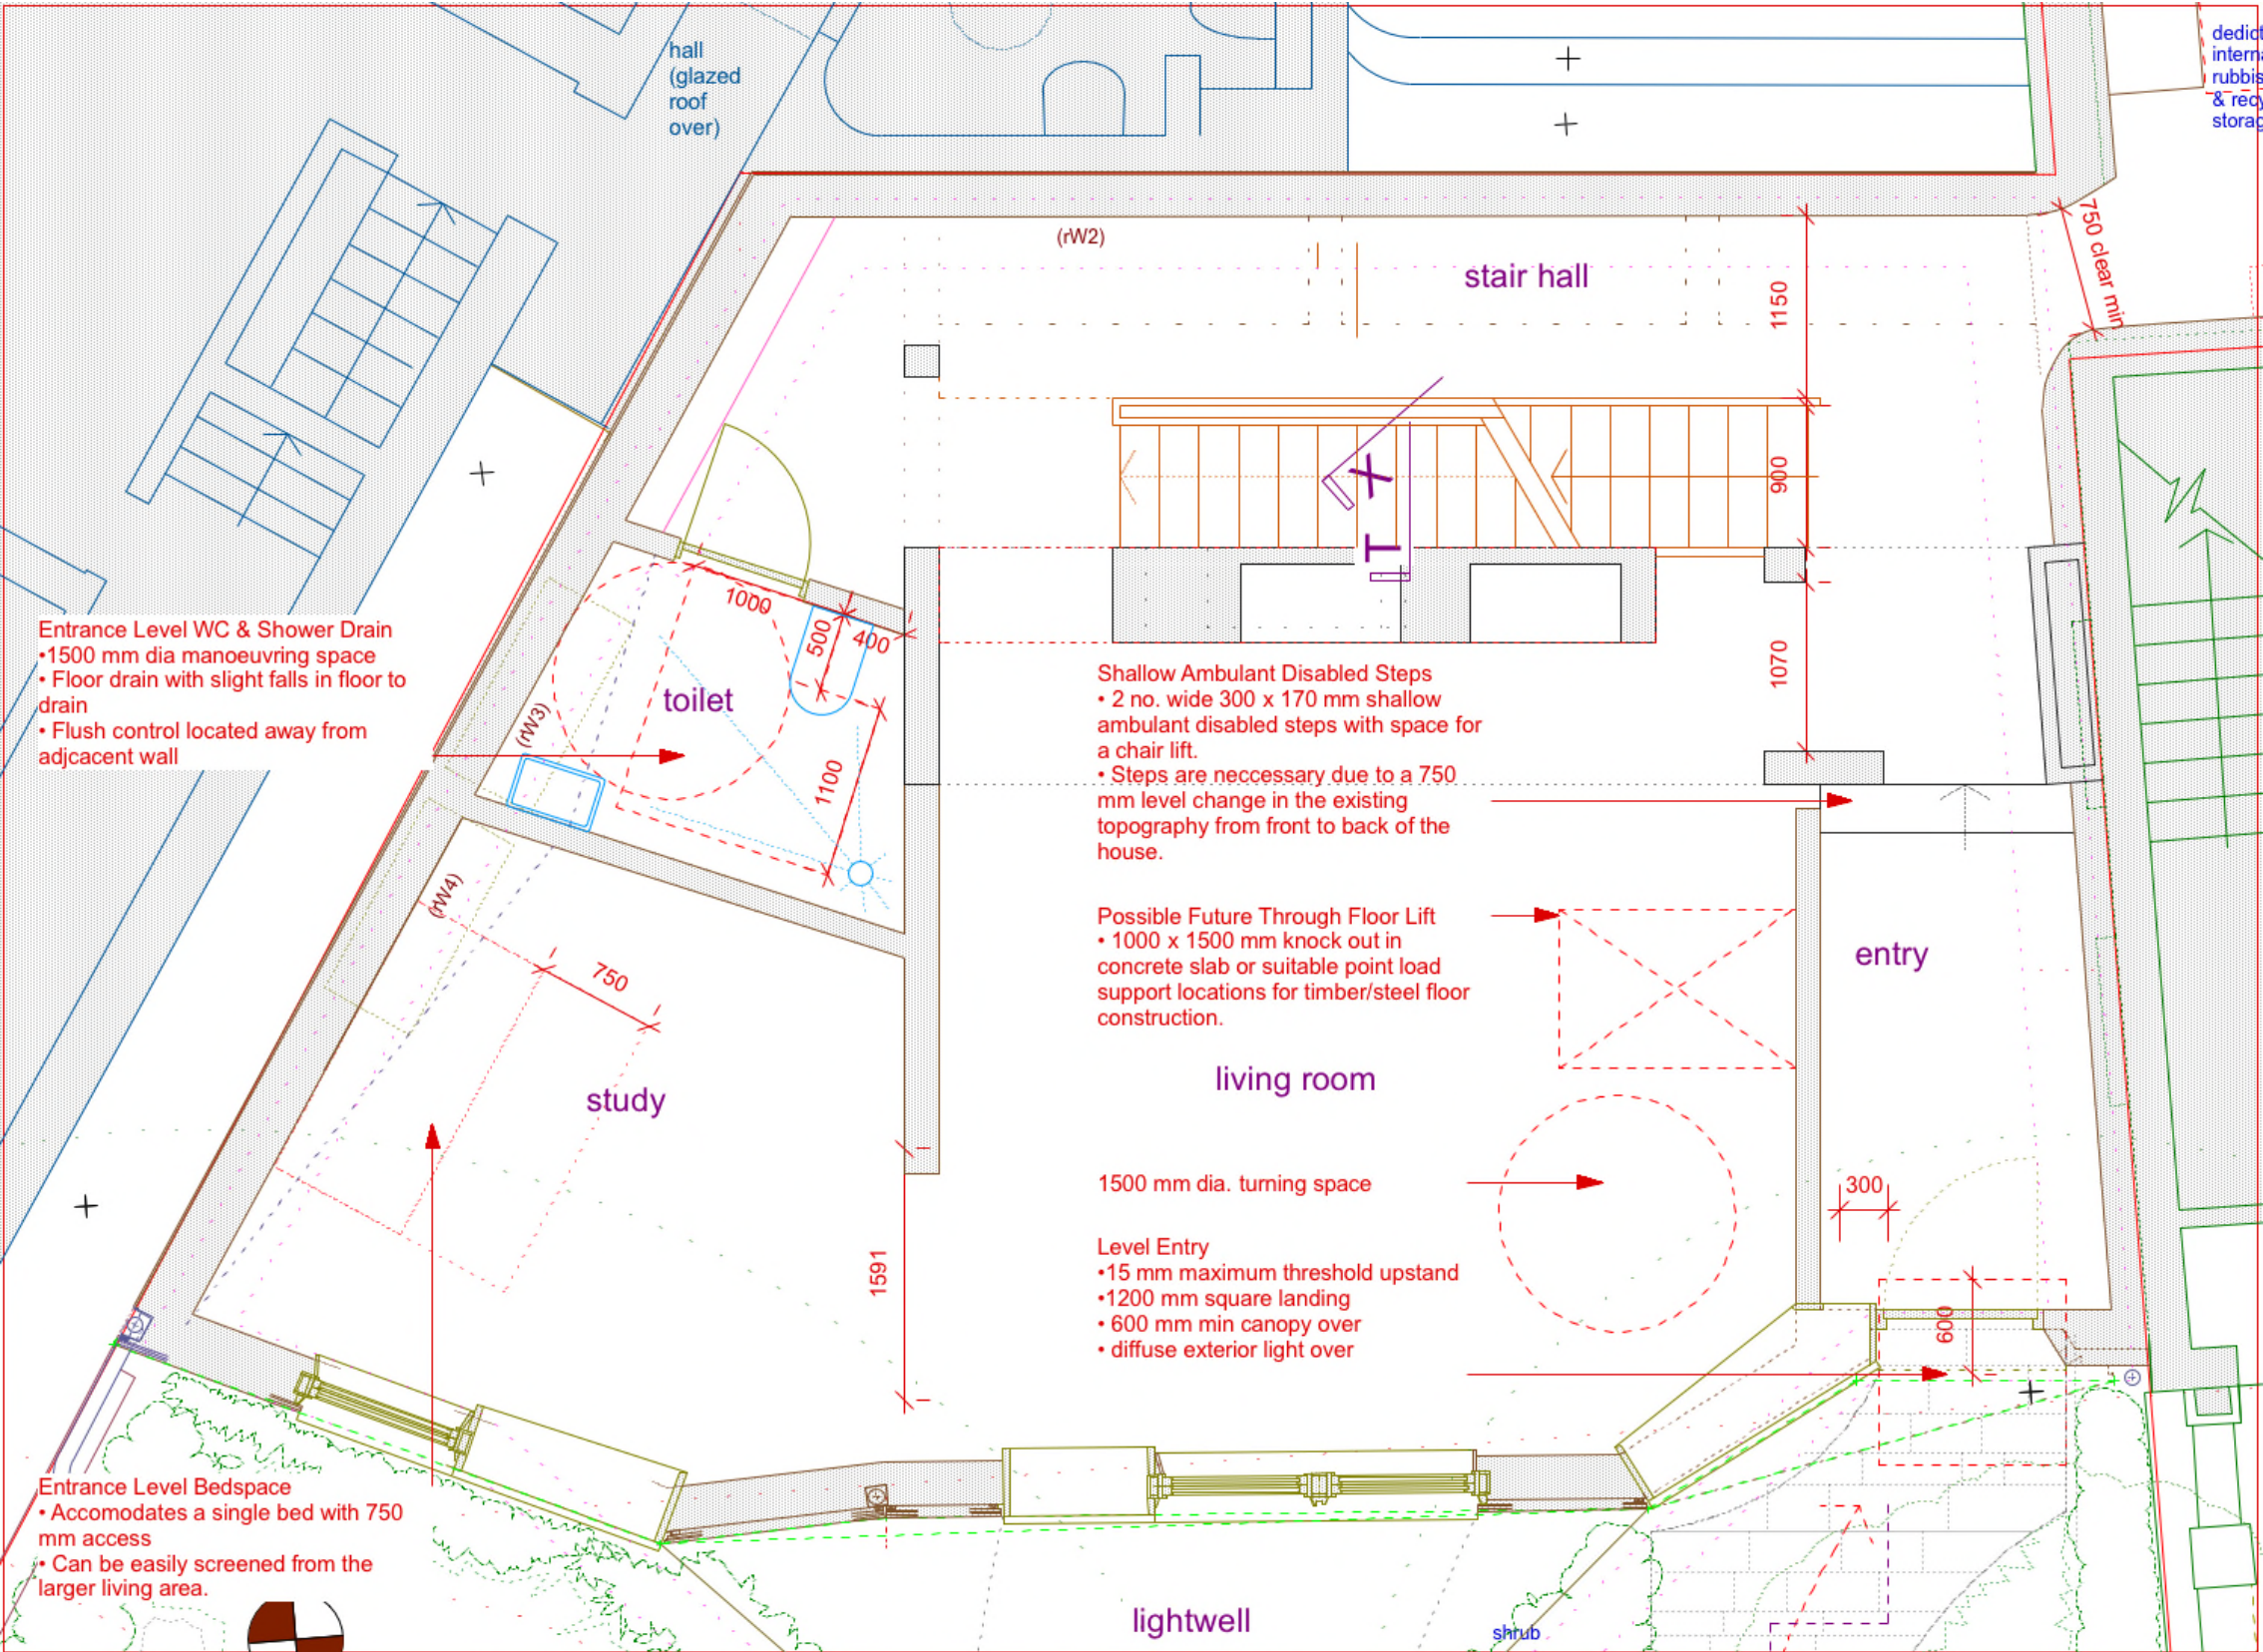 hall
(glazed
roof
over)
dedict
interna
rubbis
& recy
storag
(rW2)
stair hall
750 clear min
1150
900
X
T
1070
Entrance Level WC & Shower Drain
•1500 mm dia manoeuvring space
• Floor drain with slight falls in floor to
drain
• Flush control located away from
adjcacent wall
1000
500
400
toilet
(rW3)
1100
Shallow Ambulant Disabled Steps
• 2 no. wide 300 x 170 mm shallow
ambulant disabled steps with space for
a chair lift.
• Steps are neccessary due to a 750
mm level change in the existing
topography from front to back of the
house.
(rW4)
Possible Future Through Floor Lift
• 1000 x 1500 mm knock out in
concrete slab or suitable point load
support locations for timber/steel floor
construction.
entry
750
study
living room
1500 mm dia. turning space
300
1591
Level Entry
•15 mm maximum threshold upstand
•1200 mm square landing
• 600 mm min canopy over
• diffuse exterior light over
600
Entrance Level Bedspace
• Accomodates a single bed with 750
mm access
• Can be easily screened from the
larger living area.
lightwell
shrub